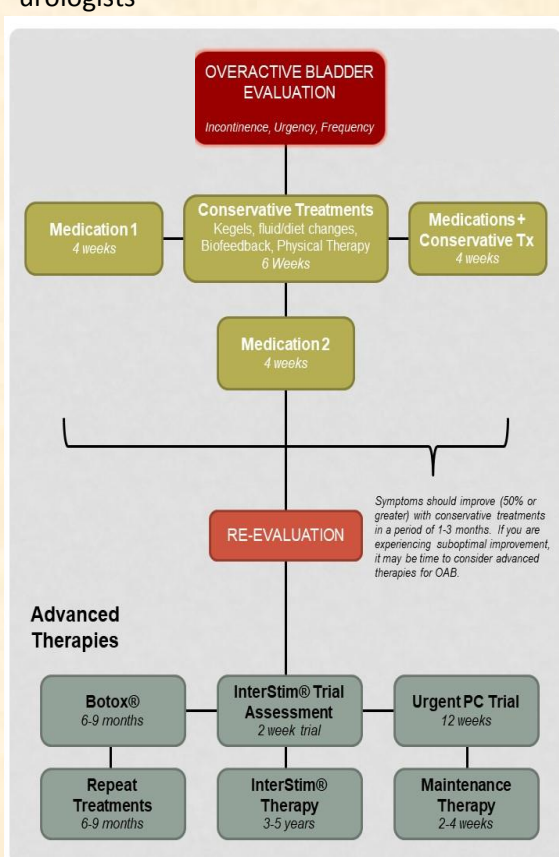 urologists
OVERACTIVE BLADDER
EVALUATION
Incontinence, Urgency, Frequency
Medication 1
4 weeks
Conservative Treatments
Kegels, fluid/diet changes,
Biofeedback, Physical Therapy
6 Weeks
Medications +
Conservative Tx
4 weeks
Medication 2
4 weeks
Symptoms should improve (50% or
greater) with conservative treatments
in a period of 1-3 months. If you are
experiencing suboptimal improvement,
it may be time to consider advanced
therapies for OAB.
RE-EVALUATION
Advanced
Therapies
Botox®
6-9 months
InterStim® Trial
Assessment
2 week trial
Urgent PC Trial
12 weeks
Repeat
Treatments
6-9 months
InterStim®
Therapy
3-5 years
Maintenance
Therapy
2-4 weeks